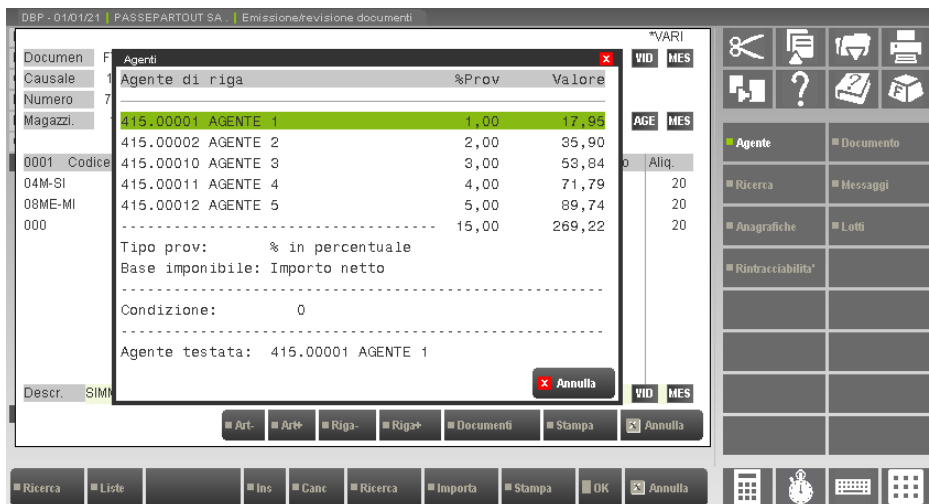 DBP - 01/01/21 | PASSEPARTOUT SA . | Emissione/revisione documenti
*VARI
Documen F VID MES
Causale 1
Numero 7
Magazzi. AGE MES
0001 Codice o Aliq.
04M-SI 20
08ME-MI 20
000 20
Descr. SIMM VID MES
Agenti
Agente di riga %Prov Valore
415.00001 AGENTE 1 1,00 17,95
415.00002 AGENTE 2 2,00 35,90
415.00010 AGENTE 3 3,00 53,84
415.00011 AGENTE 4 4,00 71,79
415.00012 AGENTE 5 5,00 89,74
15,00 269,22
Tipo prov: % in percentuale
Base imponibile: Importo netto
Condizione: 0
Agente testata: 415.00001 AGENTE 1
x Annulla
Art- Art+ Riga- Riga+ Documenti Stampa x Annulla
Agente Documento
Ricerca Messaggi
Anagrafiche Lotti
Rintracciabilita'
Ricerca Liste Ins Canc Ricerca Importa Stampa OK x Annulla